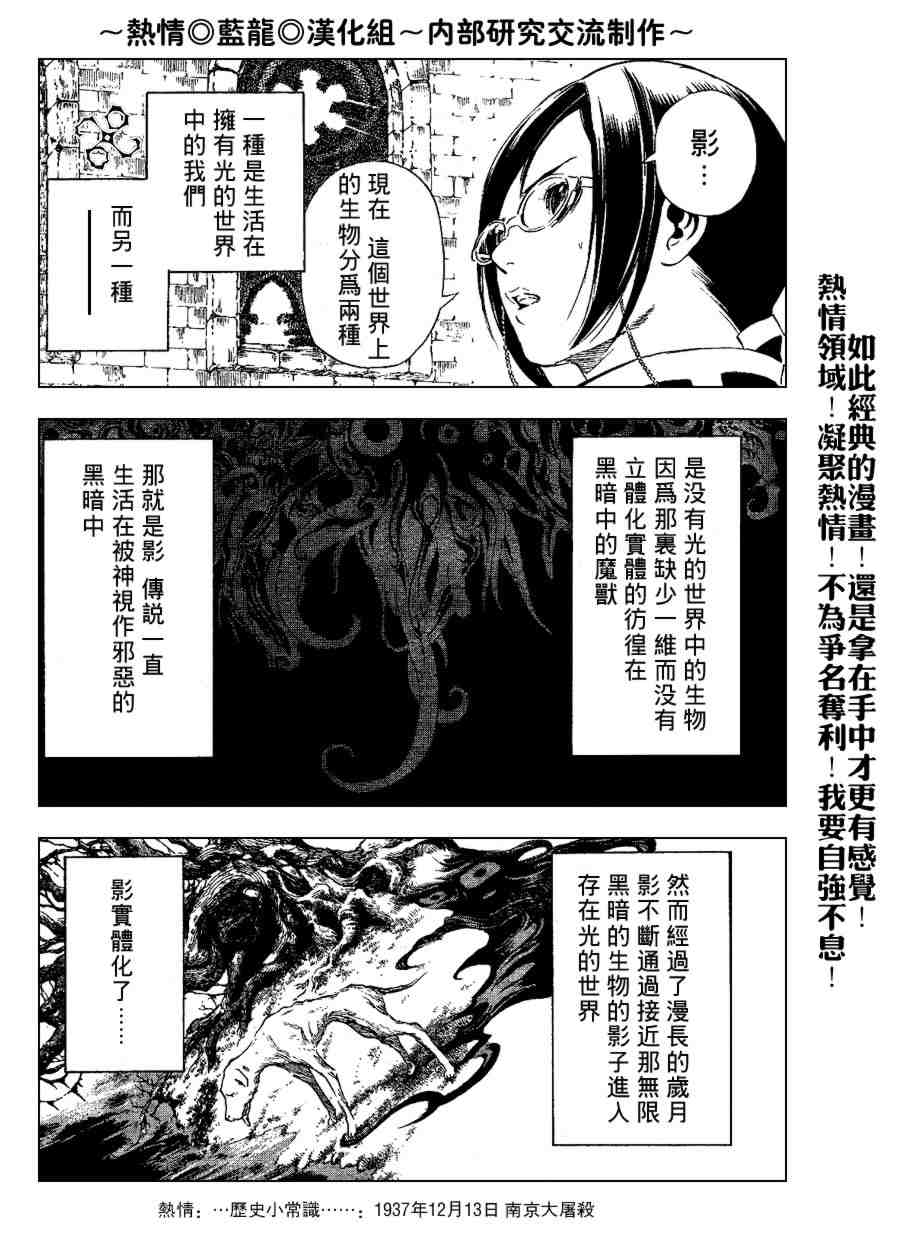 ～熱情◎藍龍◎漢化組～内部研究交流制作～
影…
現在 這個世界上
的生物分爲兩種
一種是生活在
擁有光的世界
中的我們
而另一種
——
是没有光的世界中的生物
因爲那裏缺少一維而没有
立體化實體的彷徨在
黑暗中的魔獸
那就是影 傳説一直
生活在被神視作邪惡的
黑暗中
然而經過了漫長的歲月
影不斷通過接近那無限
黑暗的生物的影子進入
存在光的世界
影實體化了……
如此經典的漫畫！還是拿在手中才更有感覺！
熱情領域！凝聚熱情！不為爭名奪利！我要自強不息！
熱情：…歷史小常識……：1937年12月13日 南京大屠殺